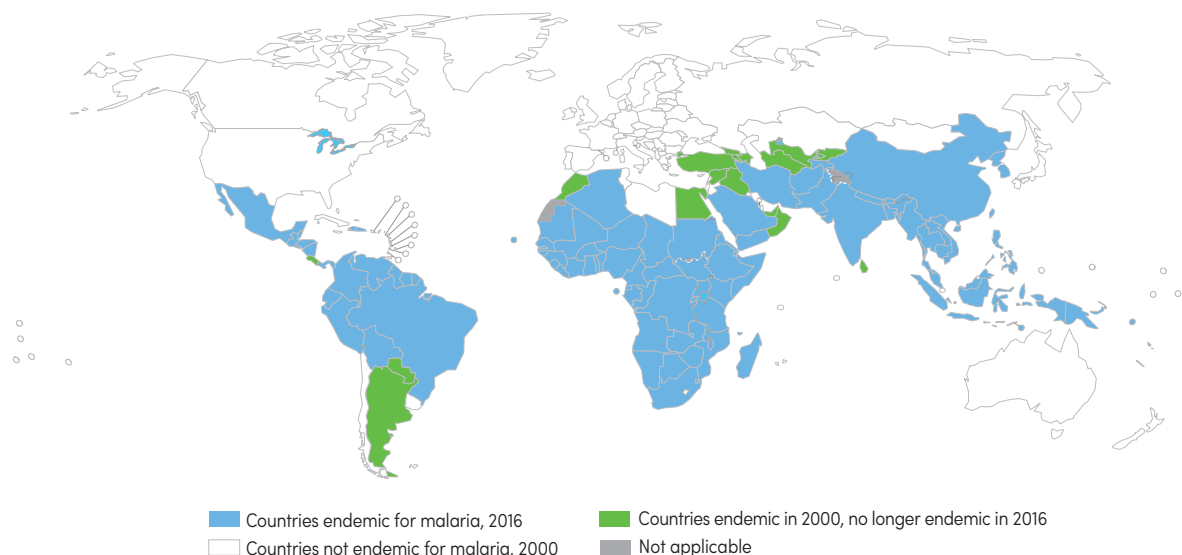 Countries endemic for malaria, 2016
Countries endemic in 2000, no longer endemic in 2016
Countries not endemic for malaria, 2000
Not applicable